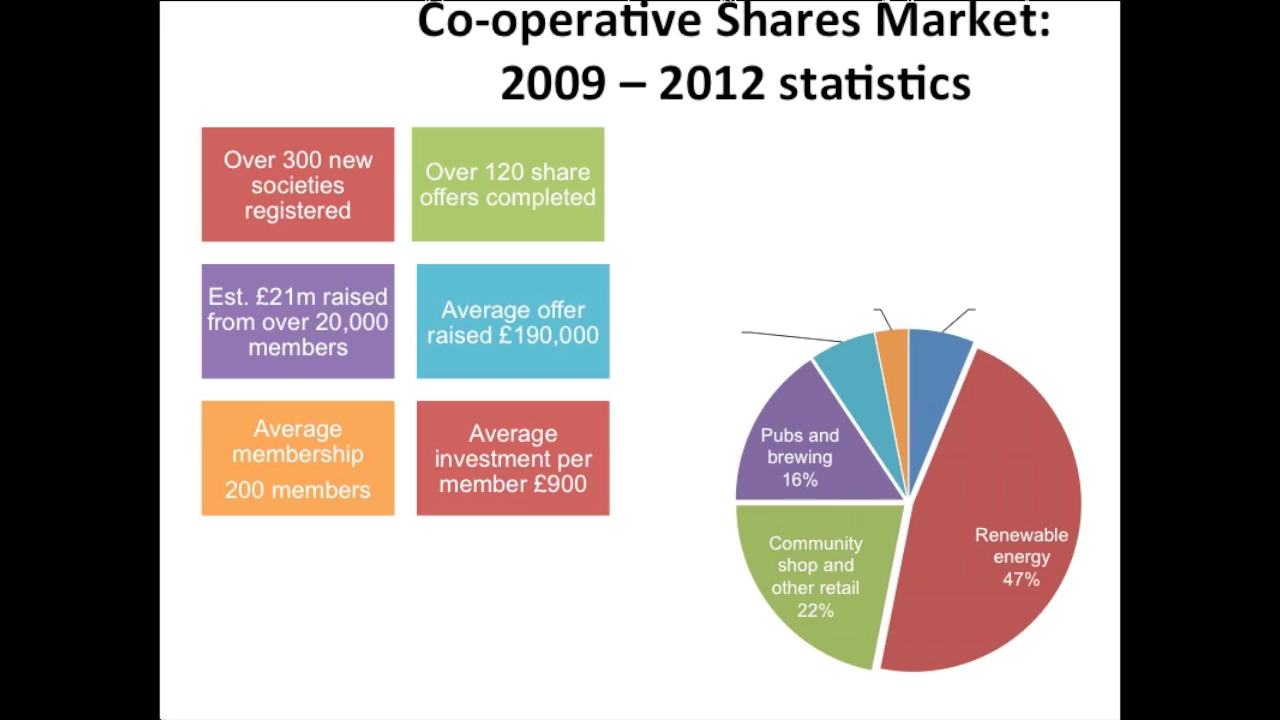 Co-operative Shares Market:
2009 – 2012 statistics
Over 300 new
societies
registered
Over 120 share
offers completed
Est. £21m raised
from over 20,000
members
Average offer
raised £190,000
Average
membership
200 members
Average
investment per
member £900
Pubs and
brewing
16%
Community
shop and
other retail
22%
Renewable
energy
47%